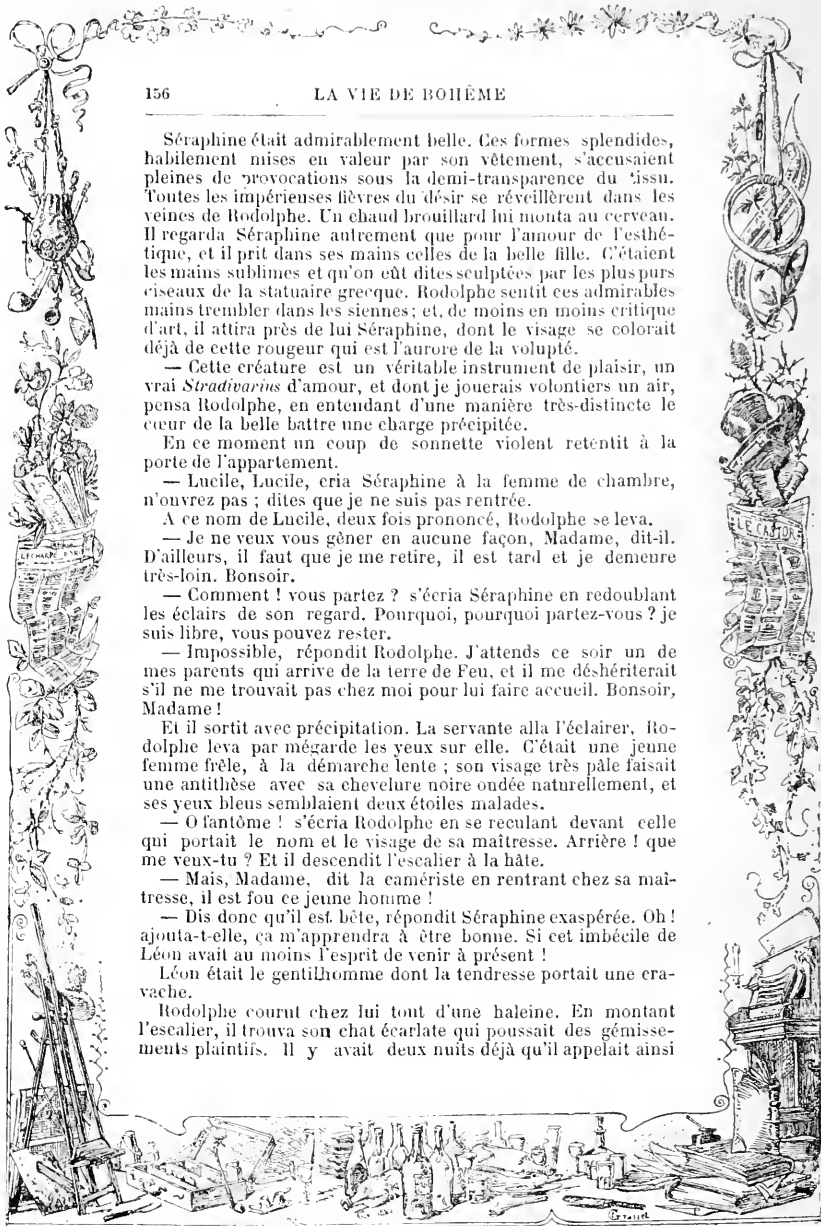 156 LA VIE DE BOHÊME
Séraphine était admirablement belle. Ces formes splendides,
habilement mises en valeur par son vêtement, s'accusaient
pleines de provocations sous la demi-transparence du tissu.
Toutes les impérieuses fièvres du désir se réveillèrent dans les
veines de Rodolphe. Un chaud brouillard lui monta au cerveau.
Il regarda Séraphine autrement que pour l'amour de l'esthé-
tique, et il prit dans ses mains celles de la belle fille. C'étaient
les mains sublimes et qu'on eût dites sculptées par les plus purs
ciseaux de la statuaire grecque. Rodolphe sentit ces admirables
mains trembler dans les siennes; et, de moins en moins critique
d'art, il attira près de lui Séraphine, dont le visage se colorait
déjà de cette rougeur qui est l'aurore de la volupté.
— Cette créature est un véritable instrument de plaisir, un
vrai Stradivarius d'amour, et dont je jouerais volontiers un air,
pensa Rodolphe, en entendant d'une manière très-distincte le
cœur de la belle battre une charge précipitée.
En ce moment un coup de sonnette violent retentit à la
porte de l'appartement.
— Lucile, Lucile, cria Séraphine à la femme de chambre,
n'ouvrez pas ; dites que je ne suis pas rentrée.
A ce nom de Lucile, deux fois prononcé, Rodolphe se leva.
— Je ne veux vous gêner en aucune façon, Madame, dit-il.
D'ailleurs, il faut que je me retire, il est tard et je demeure
très-loin. Bonsoir.
— Comment ! vous partez ? s'écria Séraphine en redoublant
les éclairs de son regard. Pourquoi, pourquoi partez-vous ? je
suis libre, vous pouvez rester.
— Impossible, répondit Rodolphe. J'attends ce soir un de
mes parents qui arrive de la terre de Feu, et il me déshériterait
s'il ne me trouvait pas chez moi pour lui faire accueil. Bonsoir,
Madame !
Et il sortit avec précipitation. La servante alla l'éclairer, Ro-
dolphe leva par mégarde les yeux sur elle. C'était une jeune
femme frêle, à la démarche lente ; son visage très pâle faisait
une antithèse avec sa chevelure noire ondée naturellement, et
ses yeux bleus semblaient deux étoiles malades.
— O fantôme ! s'écria Rodolphe en se reculant devant celle
qui portait le nom et le visage de sa maîtresse. Arrière ! que
me veux-tu ? Et il descendit l'escalier à la hâte.
— Mais, Madame, dit la camériste en rentrant chez sa maî-
tresse, il est fou ce jeune homme !
— Dis donc qu'il est bête, répondit Séraphine exaspérée. Oh !
ajouta-t-elle, ça m'apprendra à être bonne. Si cet imbécile de
Léon avait au moins l'esprit de venir à présent !
Léon était le gentilhomme dont la tendresse portait une cra-
vache.
Rodolphe courut chez lui tout d'une haleine. En montant
l'escalier, il trouva son chat écarlate qui poussait des gémisse-
ments plaintifs. Il y avait deux nuits déjà qu'il appelait ainsi
LE CASTOR